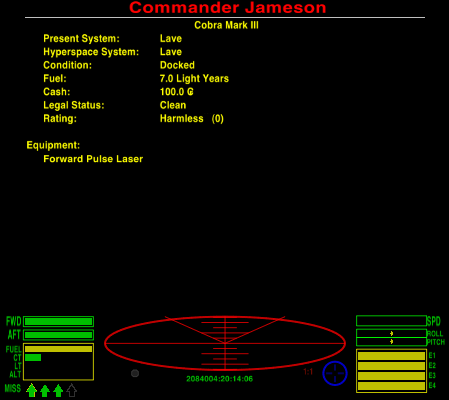 Commander Jameson
Cobra Mark III
Present System: Lave
Hyperspace System: Lave
Condition: Docked
Fuel: 7.0 Light Years
Cash: 100.0 ₢
Legal Status: Clean
Rating: Harmless (0)
Equipment:
Forward Pulse Laser
FWD
AFT
FUEL
CT
LT
ALT
MISS
1:1
2084004:20:14:06
SPD
ROLL
PITCH
E1
E2
E3
E4